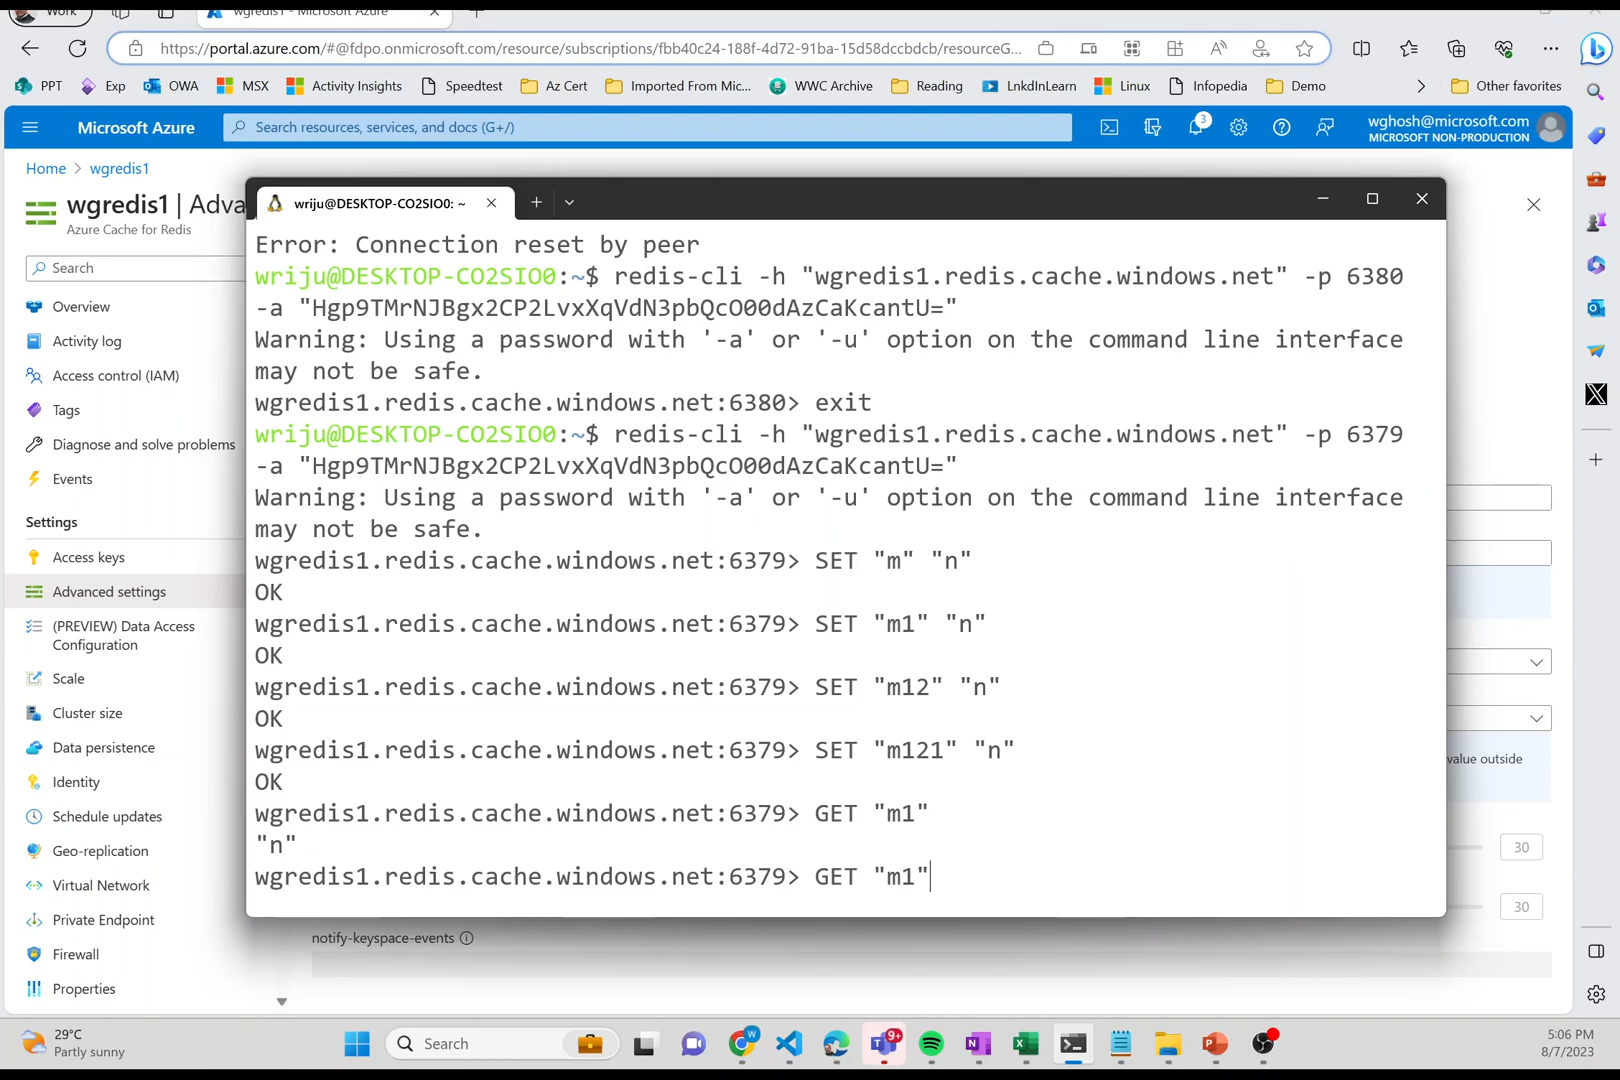 Work
wgredis1 - Microsoft Azure
https://portal.azure.com/#@fdpo.onmicrosoft.com/resource/subscriptions/fbb40c24-188f-4d72-91ba-15d58dccbdcb/resourceG...
PPT Exp OWA MSX Activity Insights Speedtest Az Cert Imported From Mic... WWC Archive Reading LnkdInLearn Linux Infopedia Demo Other favorites
Microsoft Azure
Search resources, services, and docs (G+/)
3
wghosh@microsoft.com
MICROSOFT NON-PRODUCTION
Home > wgredis1
wgredis1 | Adva
Azure Cache for Redis
Search
Overview
Activity log
Access control (IAM)
Tags
Diagnose and solve problems
Events
Settings
Access keys
Advanced settings
(PREVIEW) Data Access
Configuration
Scale
Cluster size
Data persistence
Identity
Schedule updates
Geo-replication
Virtual Network
Private Endpoint
Firewall
Properties
wriju@DESKTOP-CO2SIO0: ~
Error: Connection reset by peer
wriju@DESKTOP-CO2SIO0:~$ redis-cli -h "wgredis1.redis.cache.windows.net" -p 6380
-a "Hgp9TMrNJBgx2CP2LvxXqVdN3pbQcO00dAzCaKcantU="
Warning: Using a password with '-a' or '-u' option on the command line interface
may not be safe.
wgredis1.redis.cache.windows.net:6380> exit
wriju@DESKTOP-CO2SIO0:~$ redis-cli -h "wgredis1.redis.cache.windows.net" -p 6379
-a "Hgp9TMrNJBgx2CP2LvxXqVdN3pbQcO00dAzCaKcantU="
Warning: Using a password with '-a' or '-u' option on the command line interface
may not be safe.
wgredis1.redis.cache.windows.net:6379> SET "m" "n"
OK
wgredis1.redis.cache.windows.net:6379> SET "m1" "n"
OK
wgredis1.redis.cache.windows.net:6379> SET "m12" "n"
OK
wgredis1.redis.cache.windows.net:6379> SET "m121" "n"
OK
wgredis1.redis.cache.windows.net:6379> GET "m1"
"n"
wgredis1.redis.cache.windows.net:6379> GET "m1"
value outside
30
30
notify-keyspace-events
29°C
Partly sunny
Search
W
9+
5:06 PM
8/7/2023